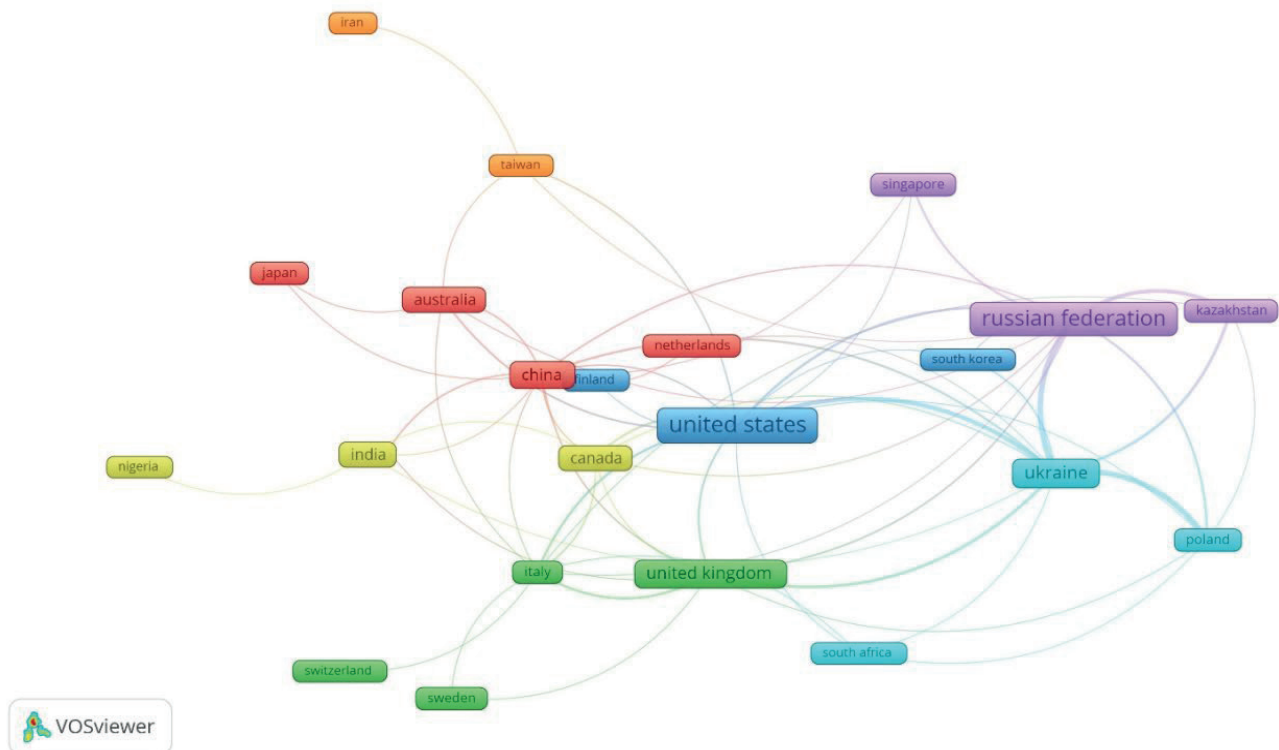 iran
taiwan
singapore
japan
australia
russian federation
kazakhstan
netherlands
south korea
china
finland
united states
india
canada
nigeria
ukraine
poland
italy
united kingdom
south africa
switzerland
sweden
VOSviewer